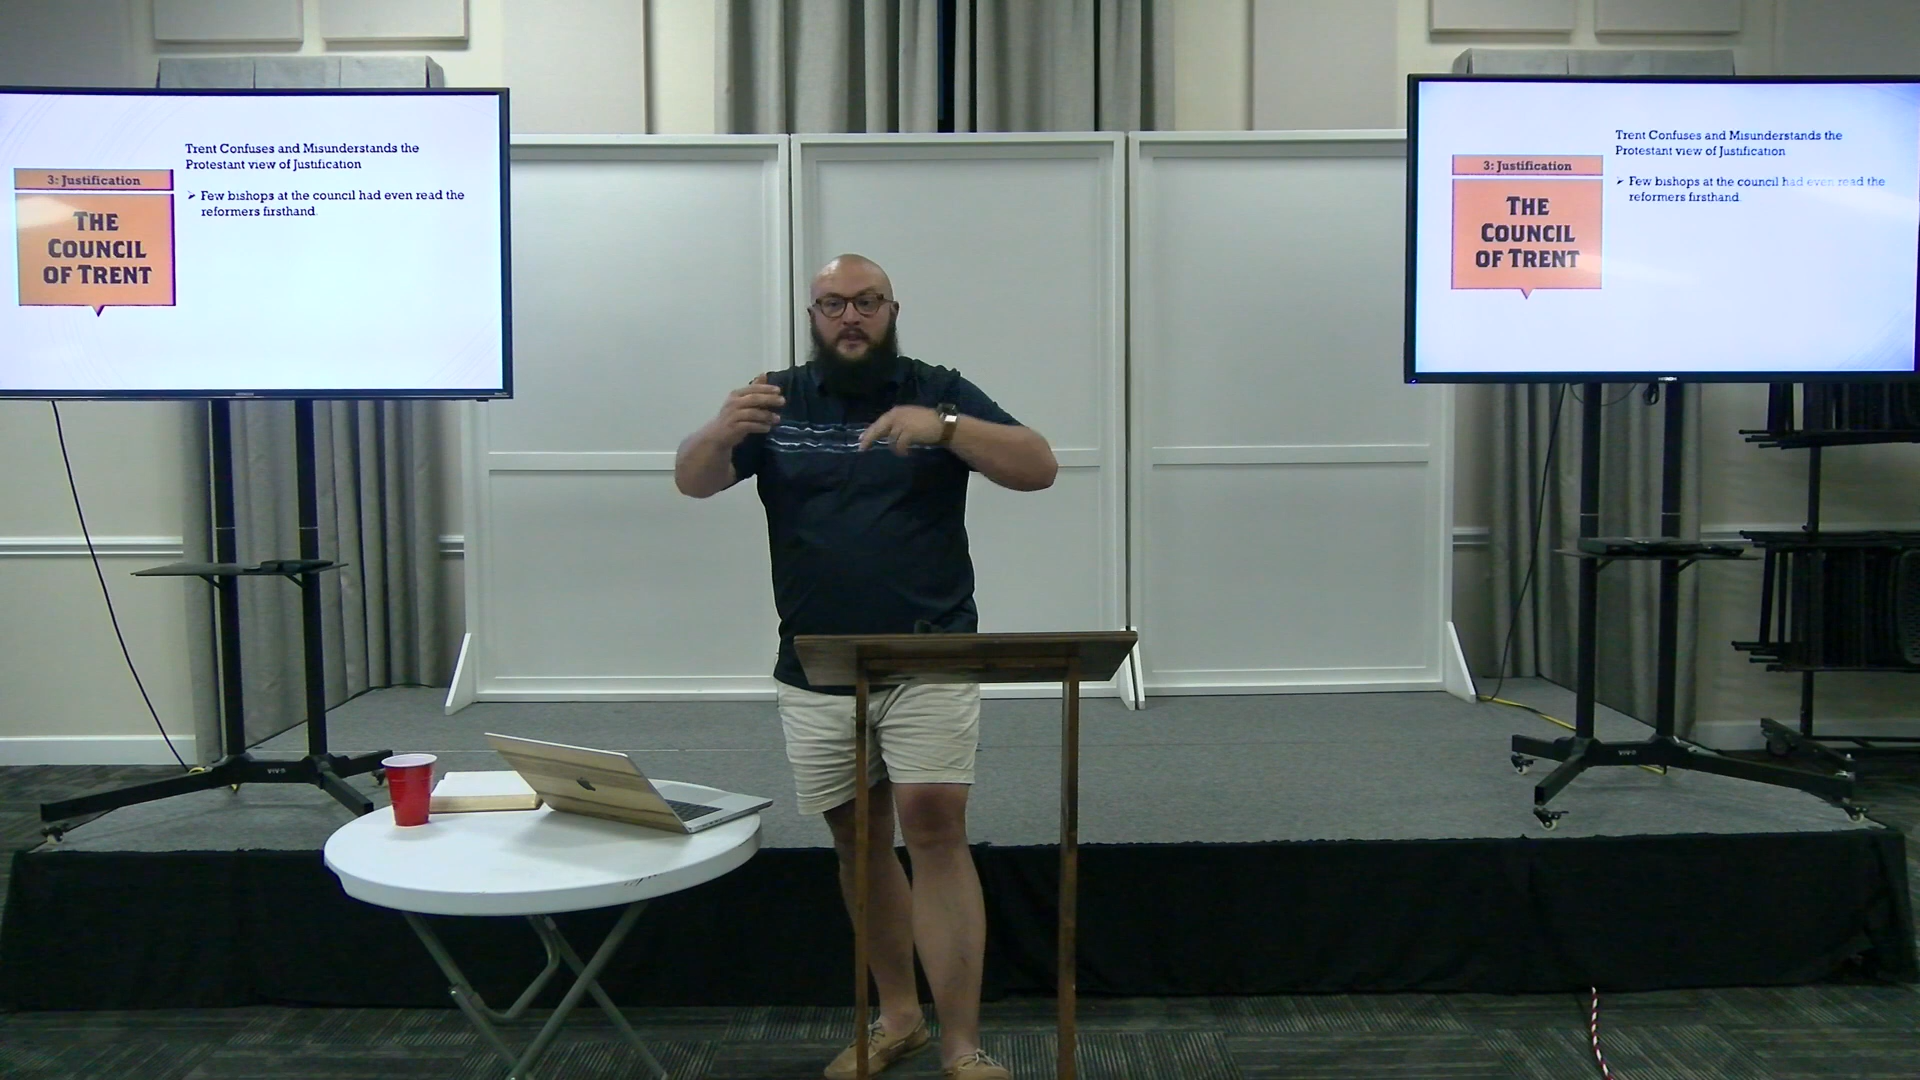 3: Justification
THE
COUNCIL
OF TRENT
Trent Confuses and Misunderstands the
Protestant view of Justification
➢ Few bishops at the council had even read the
reformers firsthand.
3: Justification
THE
COUNCIL
OF TRENT
Trent Confuses and Misunderstands the
Protestant view of Justification
➢ Few bishops at the council had even read the
reformers firsthand.
VIVO
VIVO